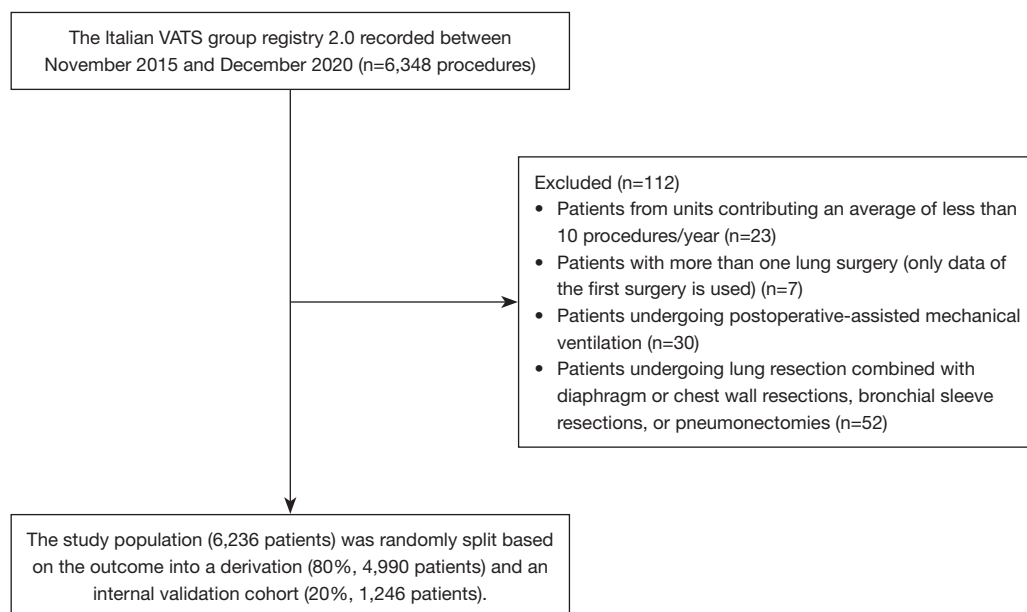 The Italian VATS group registry 2.0 recorded between
November 2015 and December 2020 (n=6,348 procedures)
Excluded (n=112)
• Patients from units contributing an average of less than
10 procedures/year (n=23)
• Patients with more than one lung surgery (only data of
the first surgery is used) (n=7)
• Patients undergoing postoperative-assisted mechanical
ventilation (n=30)
• Patients undergoing lung resection combined with
diaphragm or chest wall resections, bronchial sleeve
resections, or pneumonectomies (n=52)
The study population (6,236 patients) was randomly split based
on the outcome into a derivation (80%, 4,990 patients) and an
internal validation cohort (20%, 1,246 patients).